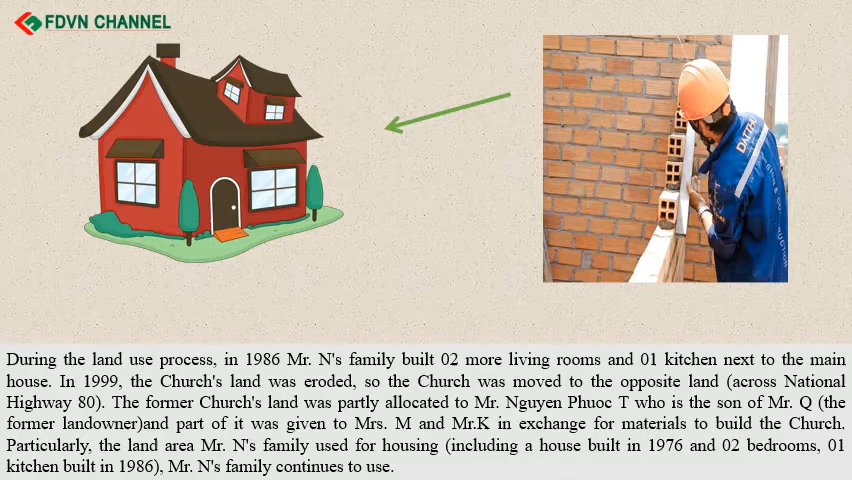 FDVN CHANNEL
DATTHU
N & CO
UCTION
During the land use process, in 1986 Mr. N's family built 02 more living rooms and 01 kitchen next to the main
house. In 1999, the Church's land was eroded, so the Church was moved to the opposite land (across National
Highway 80). The former Church's land was partly allocated to Mr. Nguyen Phuoc T who is the son of Mr. Q (the
former landowner)and part of it was given to Mrs. M and Mr.K in exchange for materials to build the Church.
Particularly, the land area Mr. N's family used for housing (including a house built in 1976 and 02 bedrooms, 01
kitchen built in 1986), Mr. N's family continues to use.